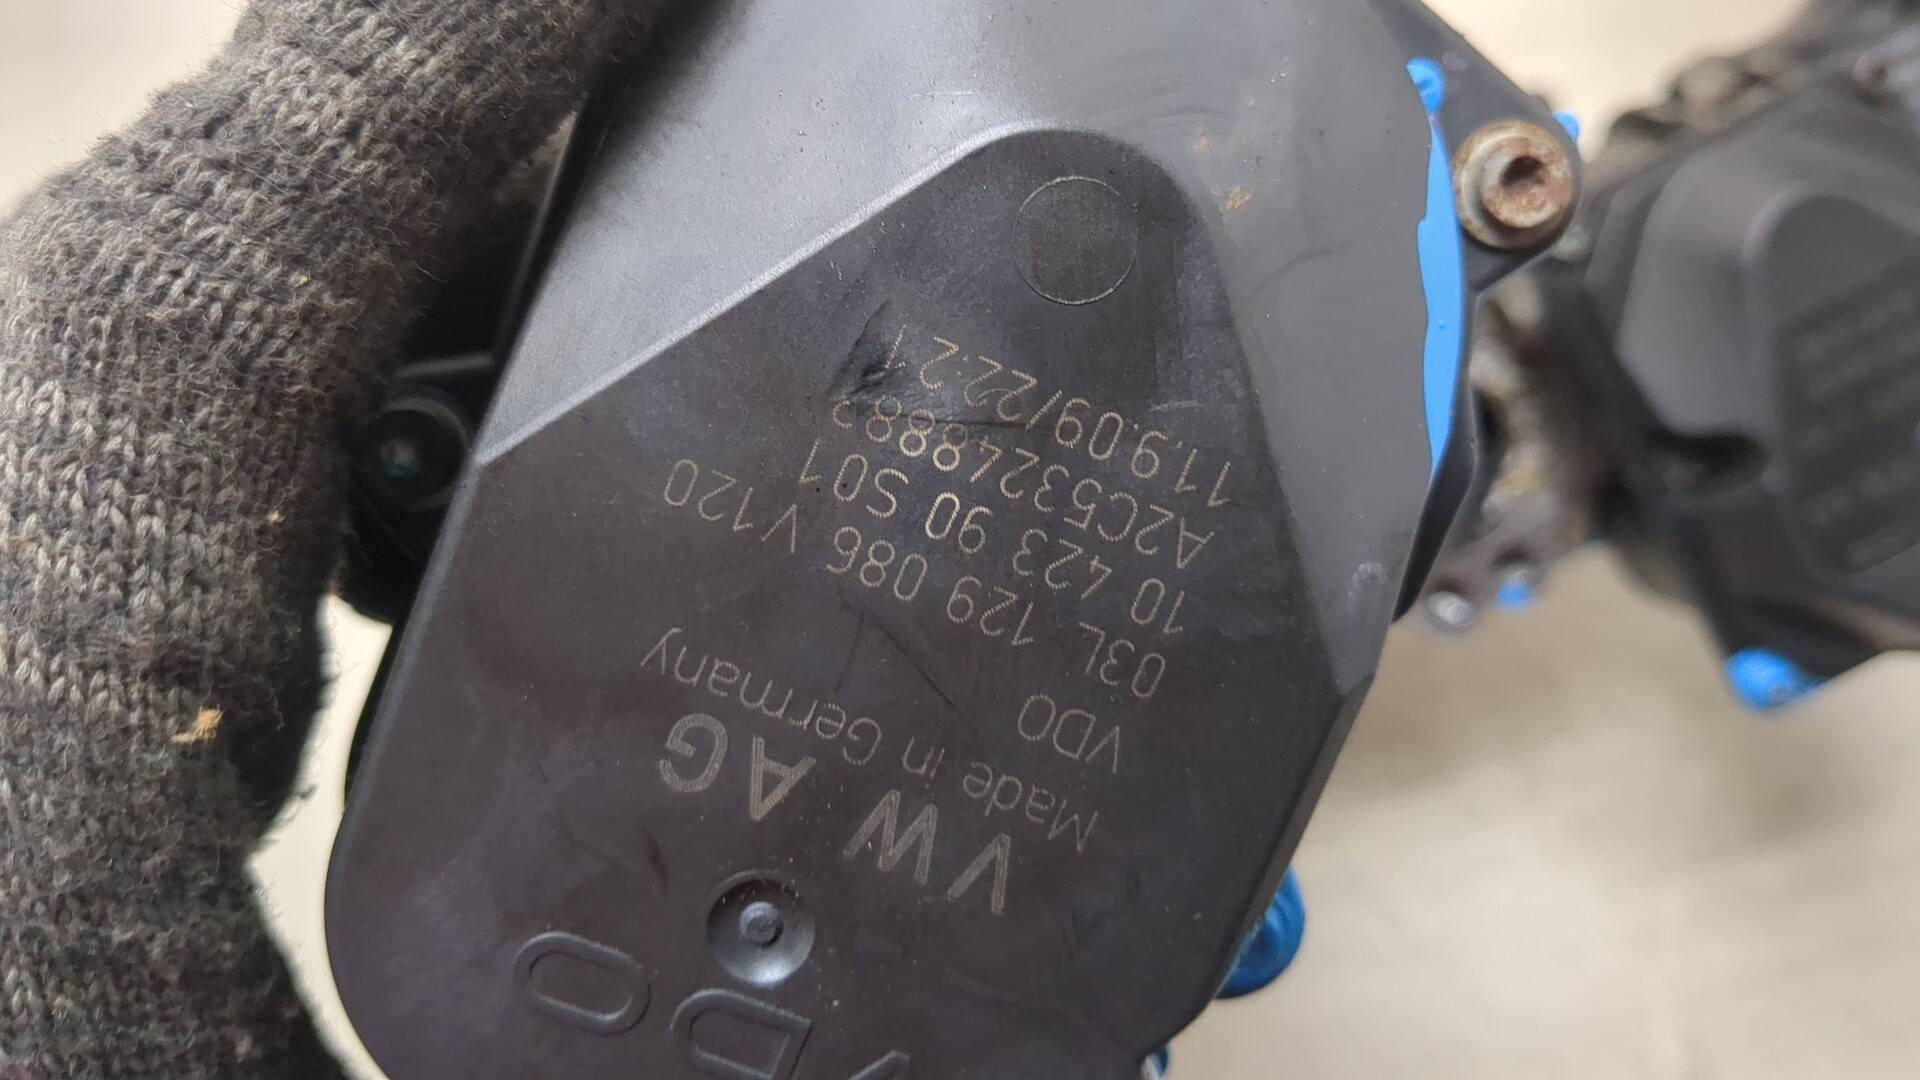 VDO
VW AG
Made in Germany
VDO
03L 129 086 V120
10 423 90 S01
A2C53248882
11.9.09/22:21